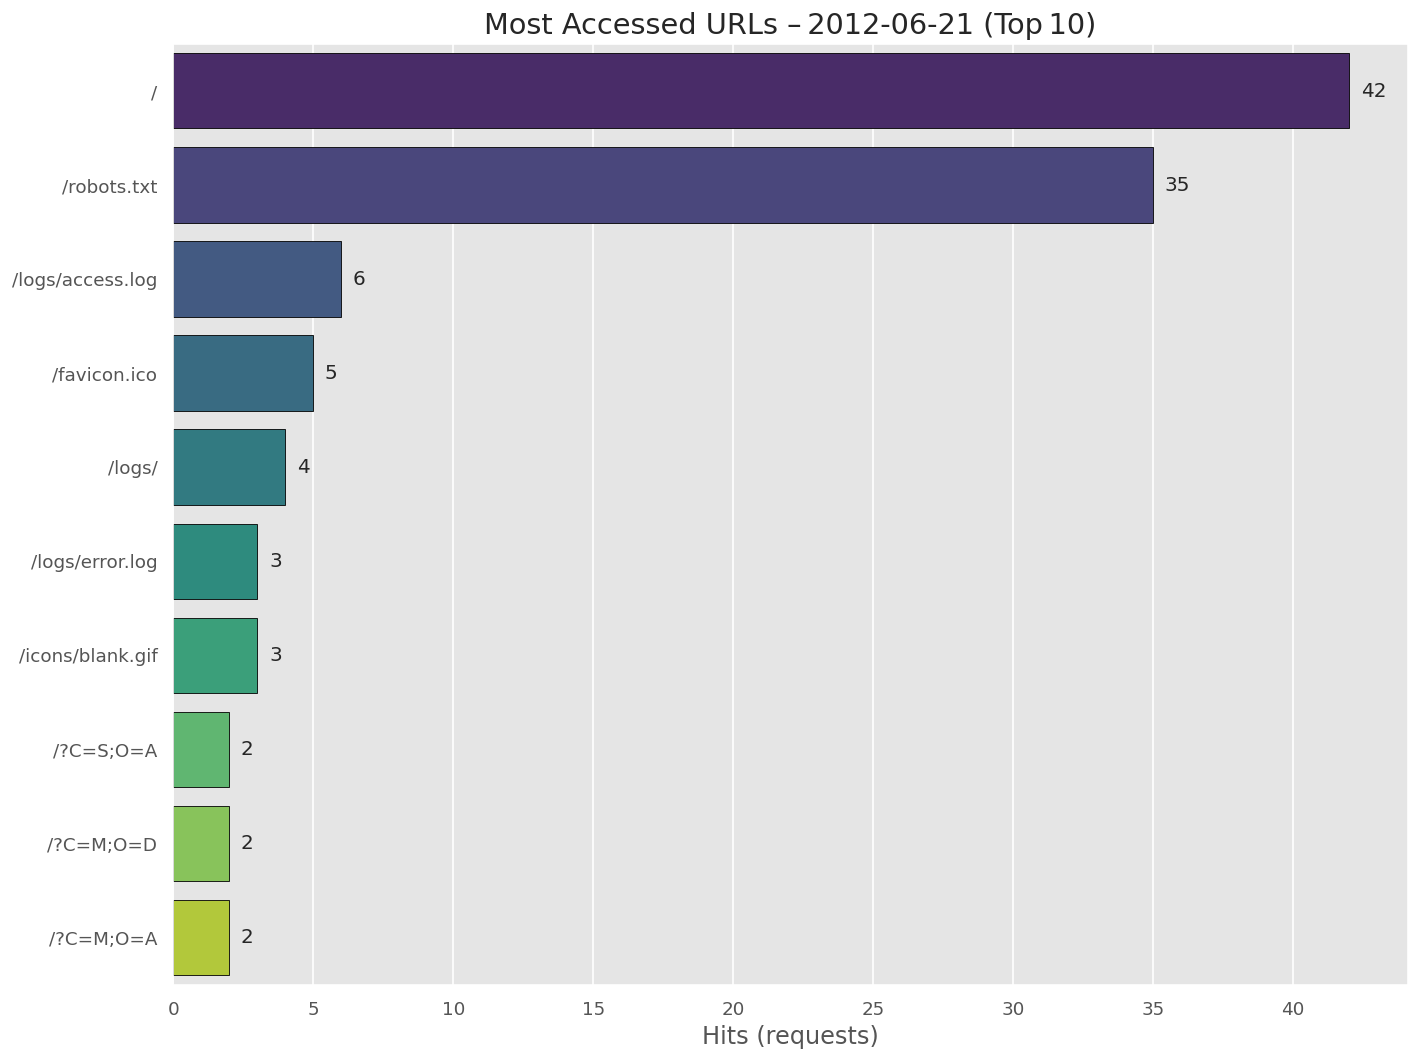 Most Accessed URLs – 2012-06-21 (Top 10)
/ 42
/robots.txt 35
/logs/access.log 6
/favicon.ico 5
/logs/ 4
/logs/error.log 3
/icons/blank.gif 3
/?C=S;O=A 2
/?C=M;O=D 2
/?C=M;O=A 2
0 5 10 15 20 25 30 35 40
Hits (requests)